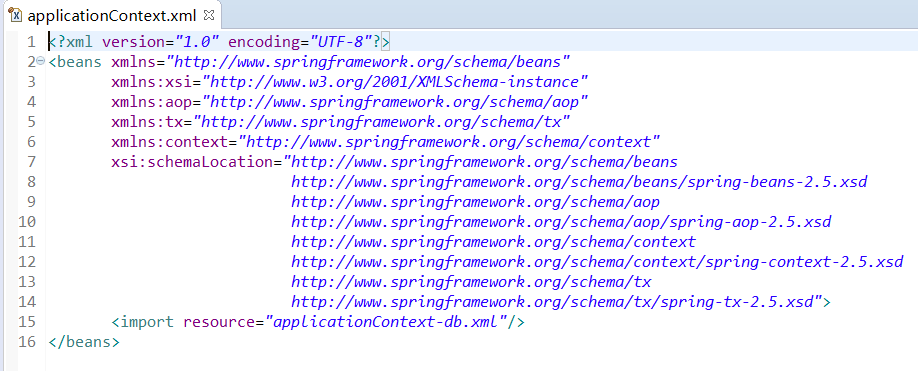 applicationContext.xml
1 <?xml version="1.0" encoding="UTF-8"?>
2 <beans xmlns="http://www.springframework.org/schema/beans"
3 xmlns:xsi="http://www.w3.org/2001/XMLSchema-instance"
4 xmlns:aop="http://www.springframework.org/schema/aop"
5 xmlns:tx="http://www.springframework.org/schema/tx"
6 xmlns:context="http://www.springframework.org/schema/context"
7 xsi:schemaLocation="http://www.springframework.org/schema/beans
8 http://www.springframework.org/schema/beans/spring-beans-2.5.xsd
9 http://www.springframework.org/schema/aop
10 http://www.springframework.org/schema/aop/spring-aop-2.5.xsd
11 http://www.springframework.org/schema/context
12 http://www.springframework.org/schema/context/spring-context-2.5.xsd
13 http://www.springframework.org/schema/tx
14 http://www.springframework.org/schema/tx/spring-tx-2.5.xsd">
15 <import resource="applicationContext-db.xml"/>
16 </beans>